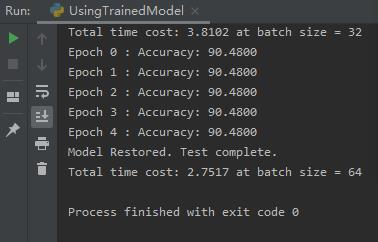 Run: UsingTrainedModel
Total time cost: 3.8102 at batch size = 32
Epoch 0 : Accuracy: 90.4800
Epoch 1 : Accuracy: 90.4800
Epoch 2 : Accuracy: 90.4800
Epoch 3 : Accuracy: 90.4800
Epoch 4 : Accuracy: 90.4800
Model Restored. Test complete.
Total time cost: 2.7517 at batch size = 64
Process finished with exit code 0